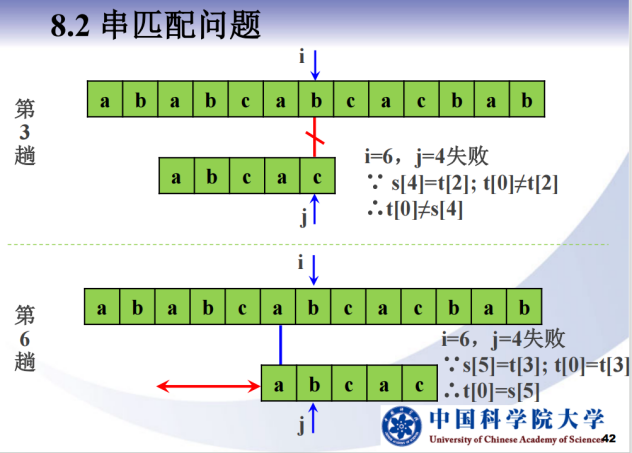 8.2 串匹配问题
i
a b a b c a b c a c b a b
第3趟
a b c a c
j
i=6，j=4失败
∵ s[4]=t[2]; t[0]≠t[2]
∴t[0]≠s[4]
i
a b a b c a b c a c b a b
第6趟
a b c a c
j
i=6，j=4失败
∵s[5]=t[3]; t[0]=t[3]
∴t[0]=s[5]
中国科学院大学
University of Chinese Academy of Sciences
42